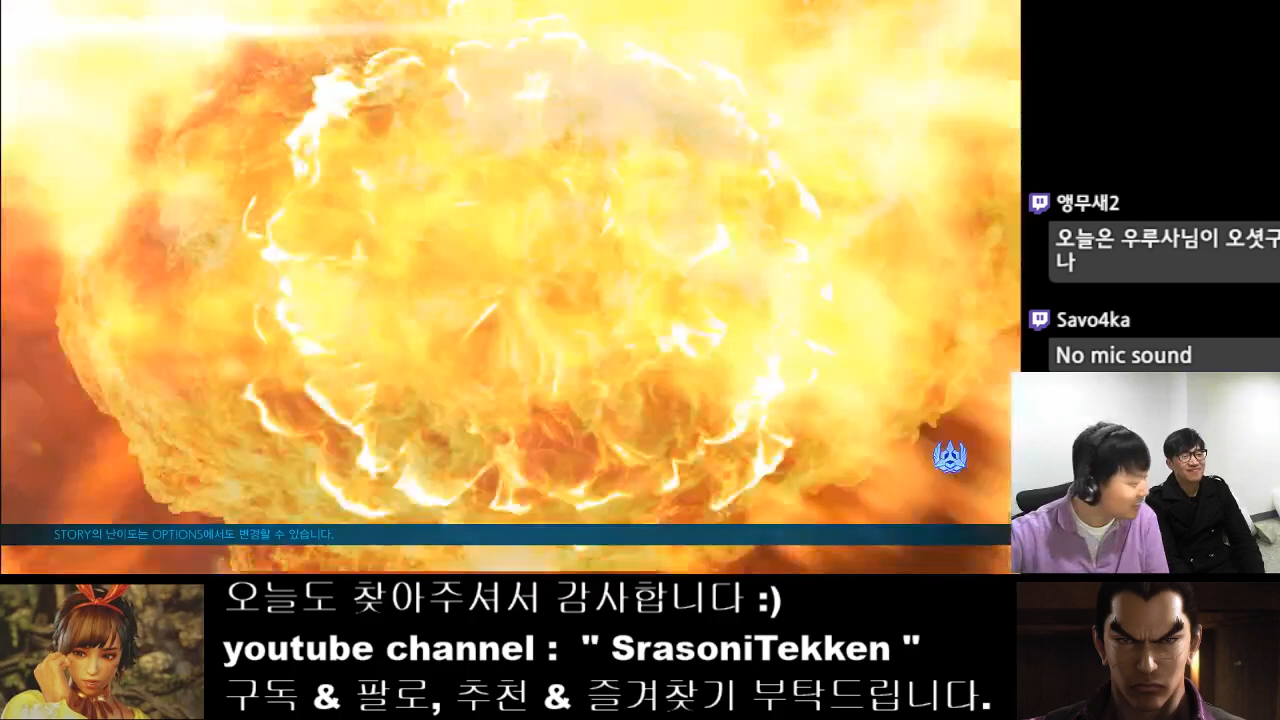 앵무새2
오늘은 우루사님이 오셧구
나
Savo4ka
No mic sound
STORY의 난이도는 OPTIONS에서도 변경할 수 있습니다.
오늘도 찾아주셔서 감사합니다 :)
youtube channel : " SrasoniTekken "
구독 & 팔로, 추천 & 즐겨찾기 부탁드립니다.